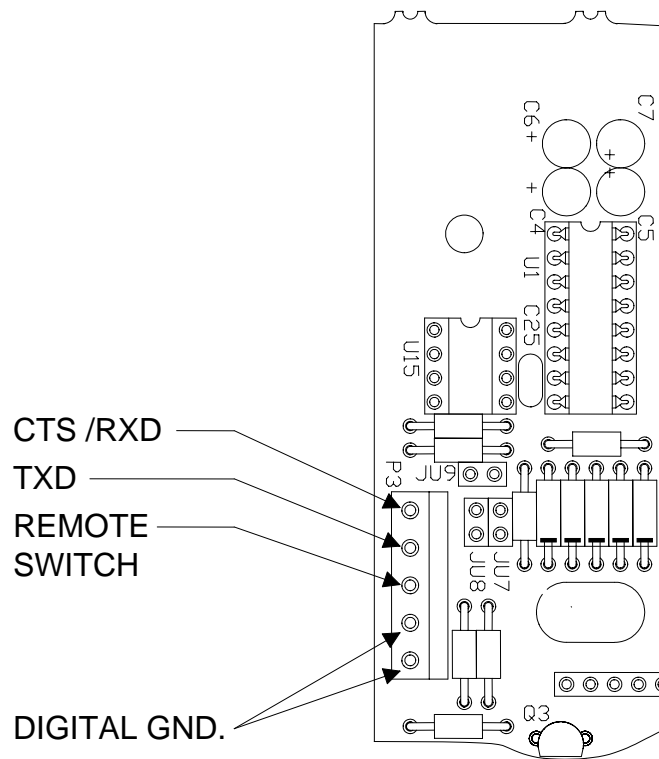 C6
C7
C4
C5
U1
C25
U15
CTS /RXD
P3
JU9
TXD
REMOTE
SWITCH
JU8
JU7
DIGITAL GND.
Q3